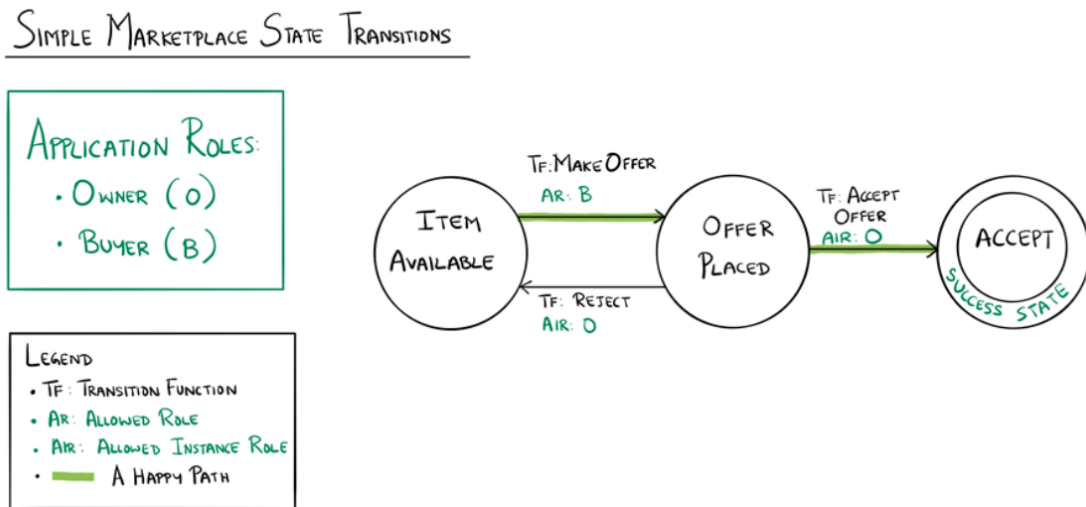 Simple Marketplace State Transitions
Application Roles:
• Owner (O)
• Buyer (B)
Legend
• TF: Transition Function
• AR: Allowed Role
• AIR: Allowed Instance Role
• A Happy Path
Item
Available
TF: Make Offer
AR: B
TF: Reject
AIR: O
Offer
Placed
TF: Accept
Offer
AIR: O
Accept
Success State